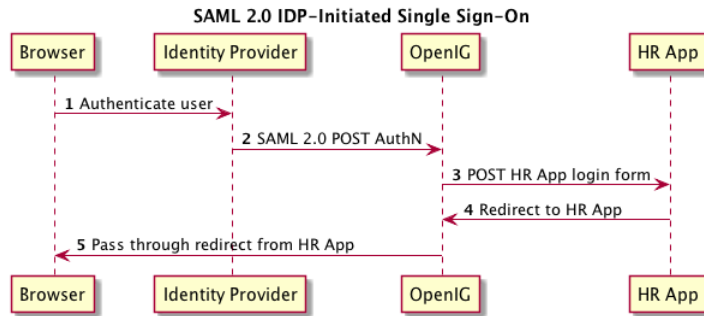 SAML 2.0 IDP-Initiated Single Sign-On
Browser Identity Provider OpenIG HR App
1 Authenticate user
2 SAML 2.0 POST AuthN
3 POST HR App login form
4 Redirect to HR App
5 Pass through redirect from HR App
Browser Identity Provider OpenIG HR App